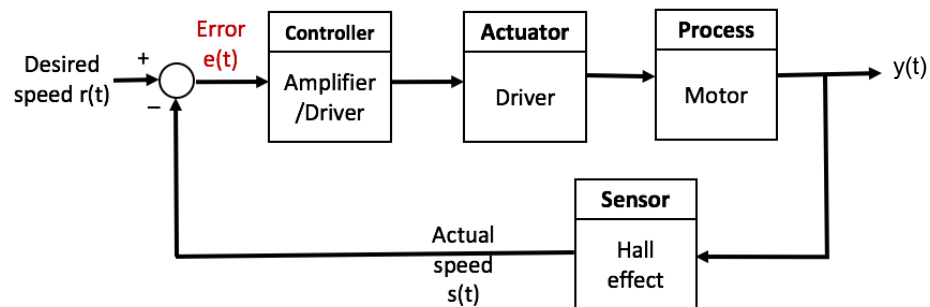 Desired
speed r(t)
+
−
Error
e(t)
Controller
Amplifier
/Driver
Actuator
Driver
Process
Motor
y(t)
Sensor
Hall
effect
Actual
speed
s(t)